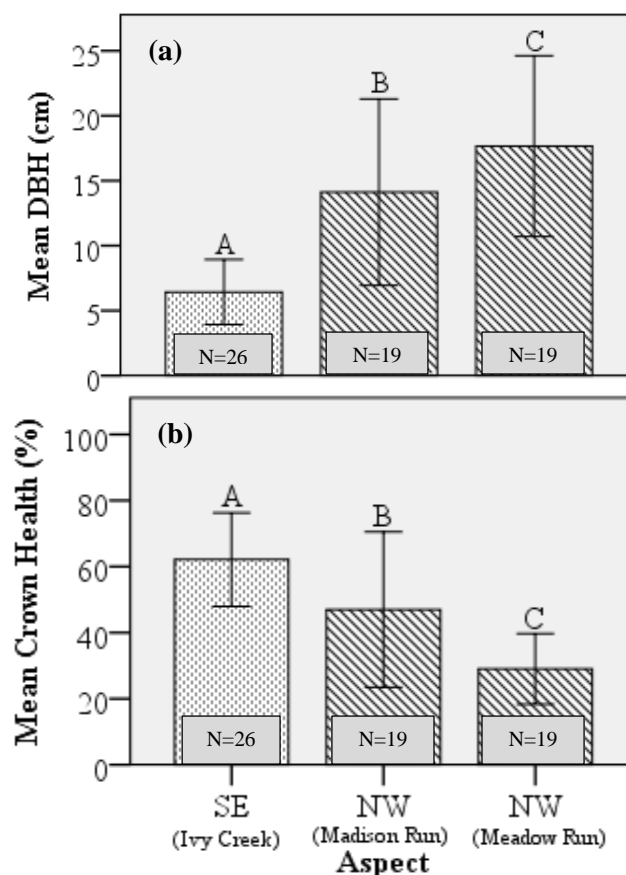 (a)
Mean DBH (cm)
25
20
15
10
5
0
A
B
C
N=26
N=19
N=19
(b)
Mean Crown Health (%)
100
80
60
40
20
0
A
B
C
N=26
N=19
N=19
SE
NW
NW
(Ivy Creek)
(Madison Run)
(Meadow Run)
Aspect